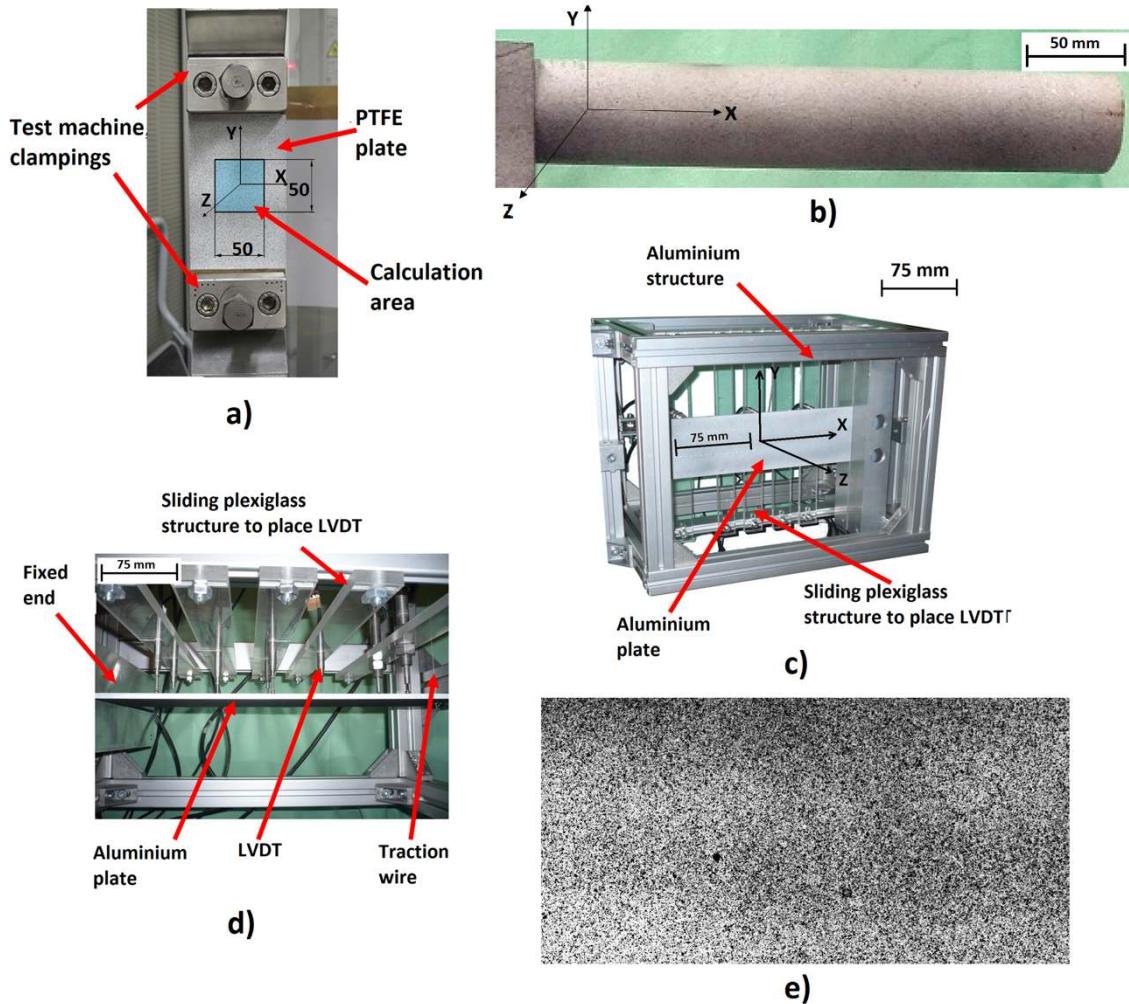 Test machine,
clampings
PTFE
plate
Y
X
Z
50
50
Calculation
area
a)
Y
X
Z
50 mm
b)
Aluminium
structure
75 mm
Y
X
75 mm
Z
Aluminium
plate
Sliding plexiglass
structure to place LVDT
c)
Sliding plexiglass
structure to place LVDT
75 mm
Fixed
end
Aluminium
plate
LVDT
Traction
wire
d)
e)